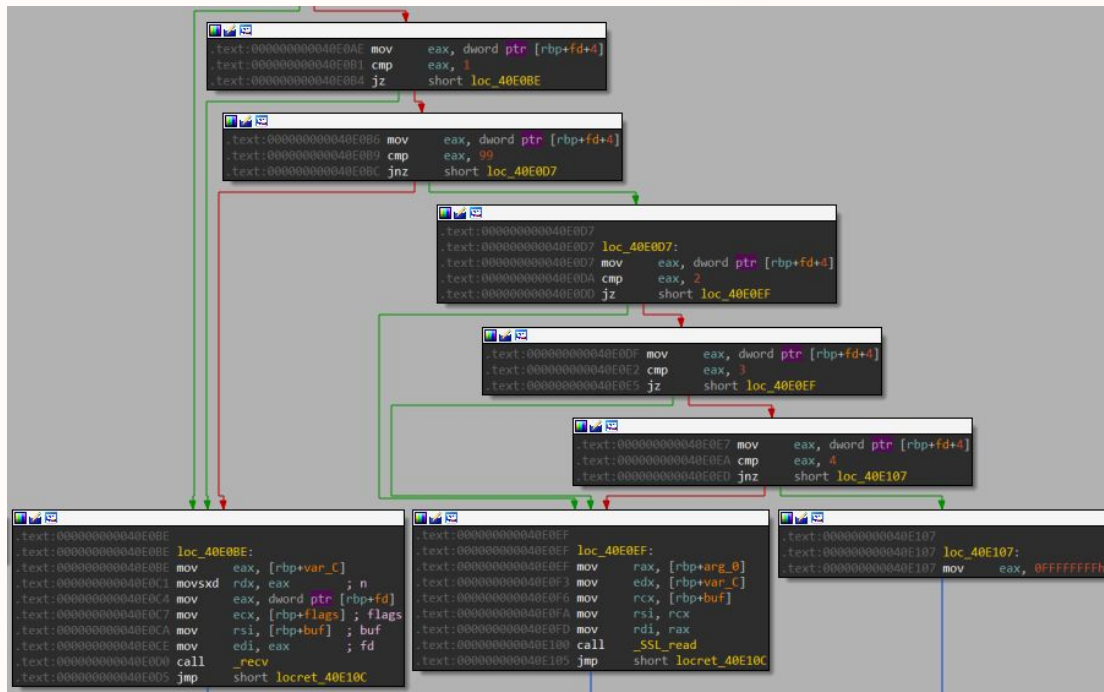 .text:000000000040E0AE mov eax, dword ptr [rbp+fd+4]
.text:000000000040E0B1 cmp eax, 1
.text:000000000040E0B4 jz short loc_40E0BE
.text:000000000040E0B6 mov eax, dword ptr [rbp+fd+4]
.text:000000000040E0B9 cmp eax, 99
.text:000000000040E0BC jnz short loc_40E0D7
.text:000000000040E0D7
.text:000000000040E0D7 loc_40E0D7:
.text:000000000040E0D7 mov eax, dword ptr [rbp+fd+4]
.text:000000000040E0DA cmp eax, 2
.text:000000000040E0DD jz short loc_40E0EF
.text:000000000040E0DF mov eax, dword ptr [rbp+fd+4]
.text:000000000040E0E2 cmp eax, 3
.text:000000000040E0E5 jz short loc_40E0EF
.text:000000000040E0E7 mov eax, dword ptr [rbp+fd+4]
.text:000000000040E0EA cmp eax, 4
.text:000000000040E0ED jnz short loc_40E107
.text:000000000040E0BE
.text:000000000040E0BE loc_40E0BE:
.text:000000000040E0BE mov eax, [rbp+var_C]
.text:000000000040E0C1 movsxd rdx, eax ; n
.text:000000000040E0C4 mov eax, dword ptr [rbp+fd]
.text:000000000040E0C7 mov ecx, [rbp+flags] ; flags
.text:000000000040E0CA mov rsi, [rbp+buf] ; buf
.text:000000000040E0CE mov edi, eax ; fd
.text:000000000040E0D0 call _recv
.text:000000000040E0D5 jmp short locret_40E10C
.text:000000000040E0EF
.text:000000000040E0EF loc_40E0EF:
.text:000000000040E0EF mov rax, [rbp+arg_0]
.text:000000000040E0F3 mov edx, [rbp+var_C]
.text:000000000040E0F6 mov rcx, [rbp+buf]
.text:000000000040E0FA mov rsi, rcx
.text:000000000040E0FD mov rdi, rax
.text:000000000040E100 call _SSL_read
.text:000000000040E105 jmp short locret_40E10C
.text:000000000040E107
.text:000000000040E107 loc_40E107:
.text:000000000040E107 mov eax, 0FFFFFFFFh